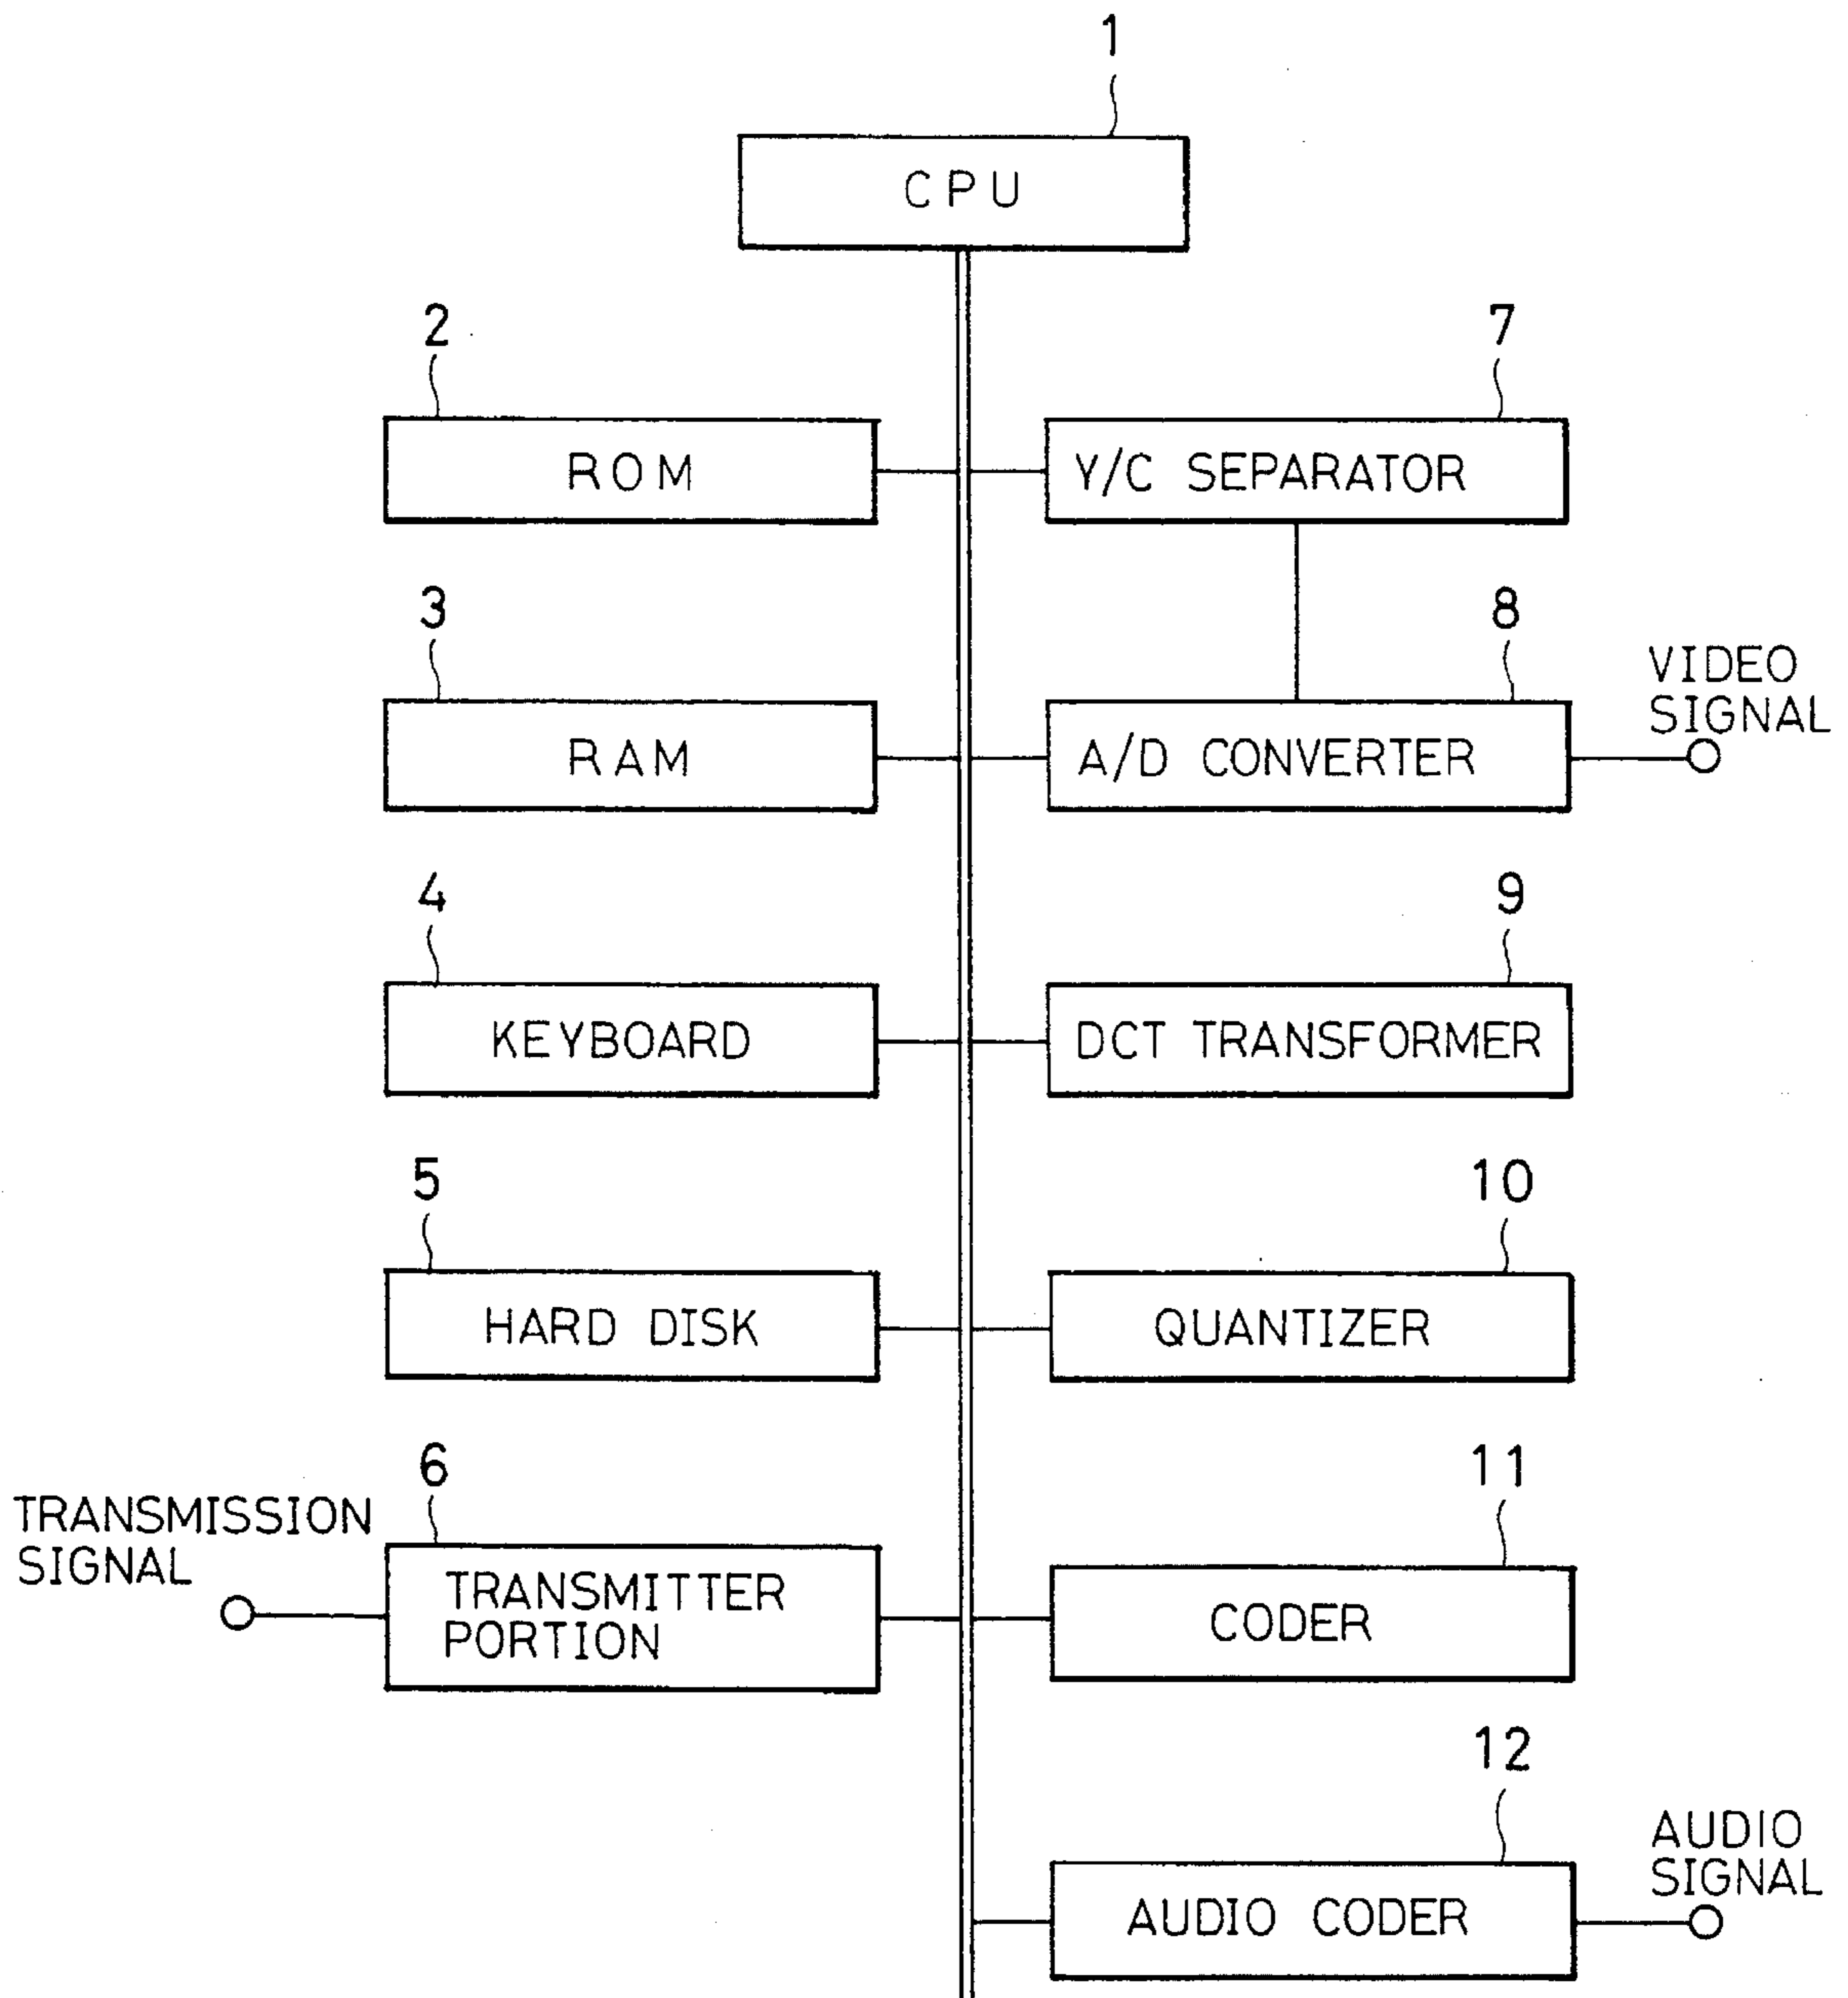 1
CPU
2
ROM
7
Y/C SEPARATOR
3
RAM
8
A/D CONVERTER
VIDEO
SIGNAL
4
KEYBOARD
9
DCT TRANSFORMER
5
HARD DISK
10
QUANTIZER
TRANSMISSION
SIGNAL
6
TRANSMITTER
PORTION
11
CODER
12
AUDIO CODER
AUDIO
SIGNAL